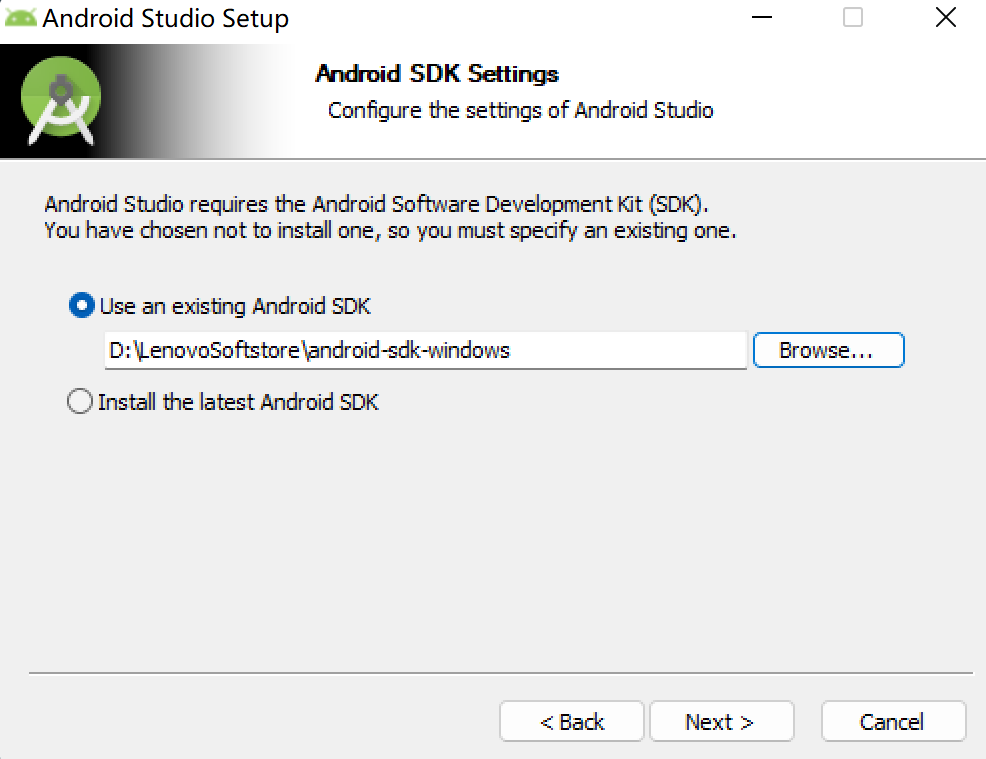 Android Studio Setup
Android SDK Settings
Configure the settings of Android Studio
Android Studio requires the Android Software Development Kit (SDK).
You have chosen not to install one, so you must specify an existing one.
Use an existing Android SDK
D:\LenovoSoftstore\android-sdk-windows
Browse...
Install the latest Android SDK
< Back
Next >
Cancel